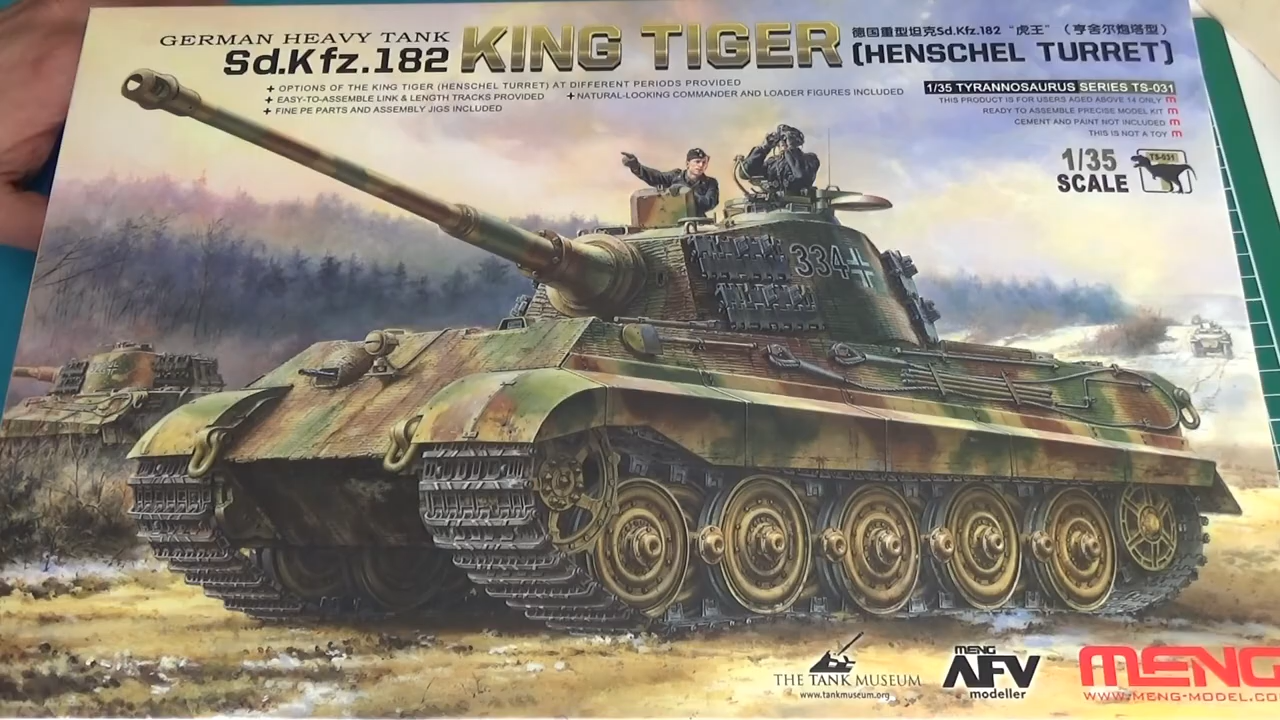 GERMAN HEAVY TANK
Sd.Kfz.182 KING TIGER
德国重型坦克Sd.Kfz.182 "虎王" (亨舍尔炮塔型)
(HENSCHEL TURRET)
+ OPTIONS OF THE KING TIGER (HENSCHEL TURRET) AT DIFFERENT PERIODS PROVIDED
+ EASY-TO-ASSEMBLE LINK & LENGTH TRACKS PROVIDED + NATURAL-LOOKING COMMANDER AND LOADER FIGURES INCLUDED
+ FINE PE PARTS AND ASSEMBLY JIGS INCLUDED
1/35 TYRANNOSAURUS SERIES TS-031
THIS PRODUCT IS FOR USERS AGED ABOVE 14 ONLY
READY TO ASSEMBLE PRECISE MODEL KIT
CEMENT AND PAINT NOT INCLUDED
THIS IS NOT A TOY
1/35
SCALE
TS-031
334
THE TANK MUSEUM
www.tankmuseum.org
MENG
AFV
modeller
MENG
WWW.MENG-MODEL.CO